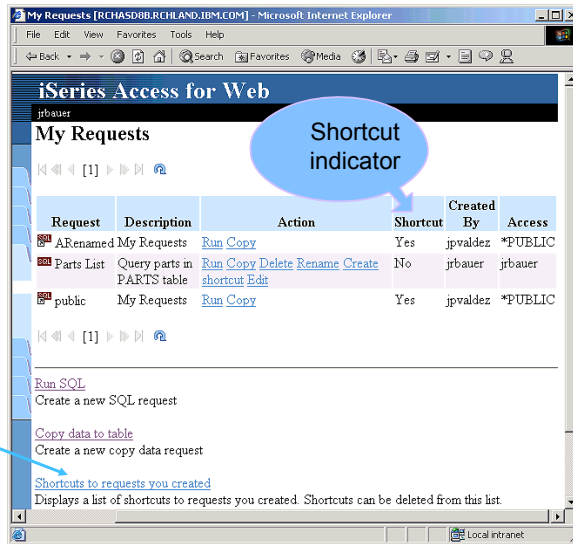 My Requests [RCHASD8B.RCHLAND.IBM.COM] - Microsoft Internet Explorer
File Edit View Favorites Tools Help
Back Search Favorites Media
iSeries Access for Web
jrbauer
My Requests
Shortcut
indicator
[1]
Request Description Action Shortcut Created By Access
SQL ARenamed My Requests Run Copy Yes jpvaldez *PUBLIC
SQL Parts List Query parts in PARTS table Run Copy Delete Rename Create shortcut Edit No jrbauer jrbauer
SQL public My Requests Run Copy Yes jpvaldez *PUBLIC
[1]
Run SQL
Create a new SQL request
Copy data to table
Create a new copy data request
Shortcuts to requests you created
Displays a list of shortcuts to requests you created. Shortcuts can be deleted from this list.
Local intranet